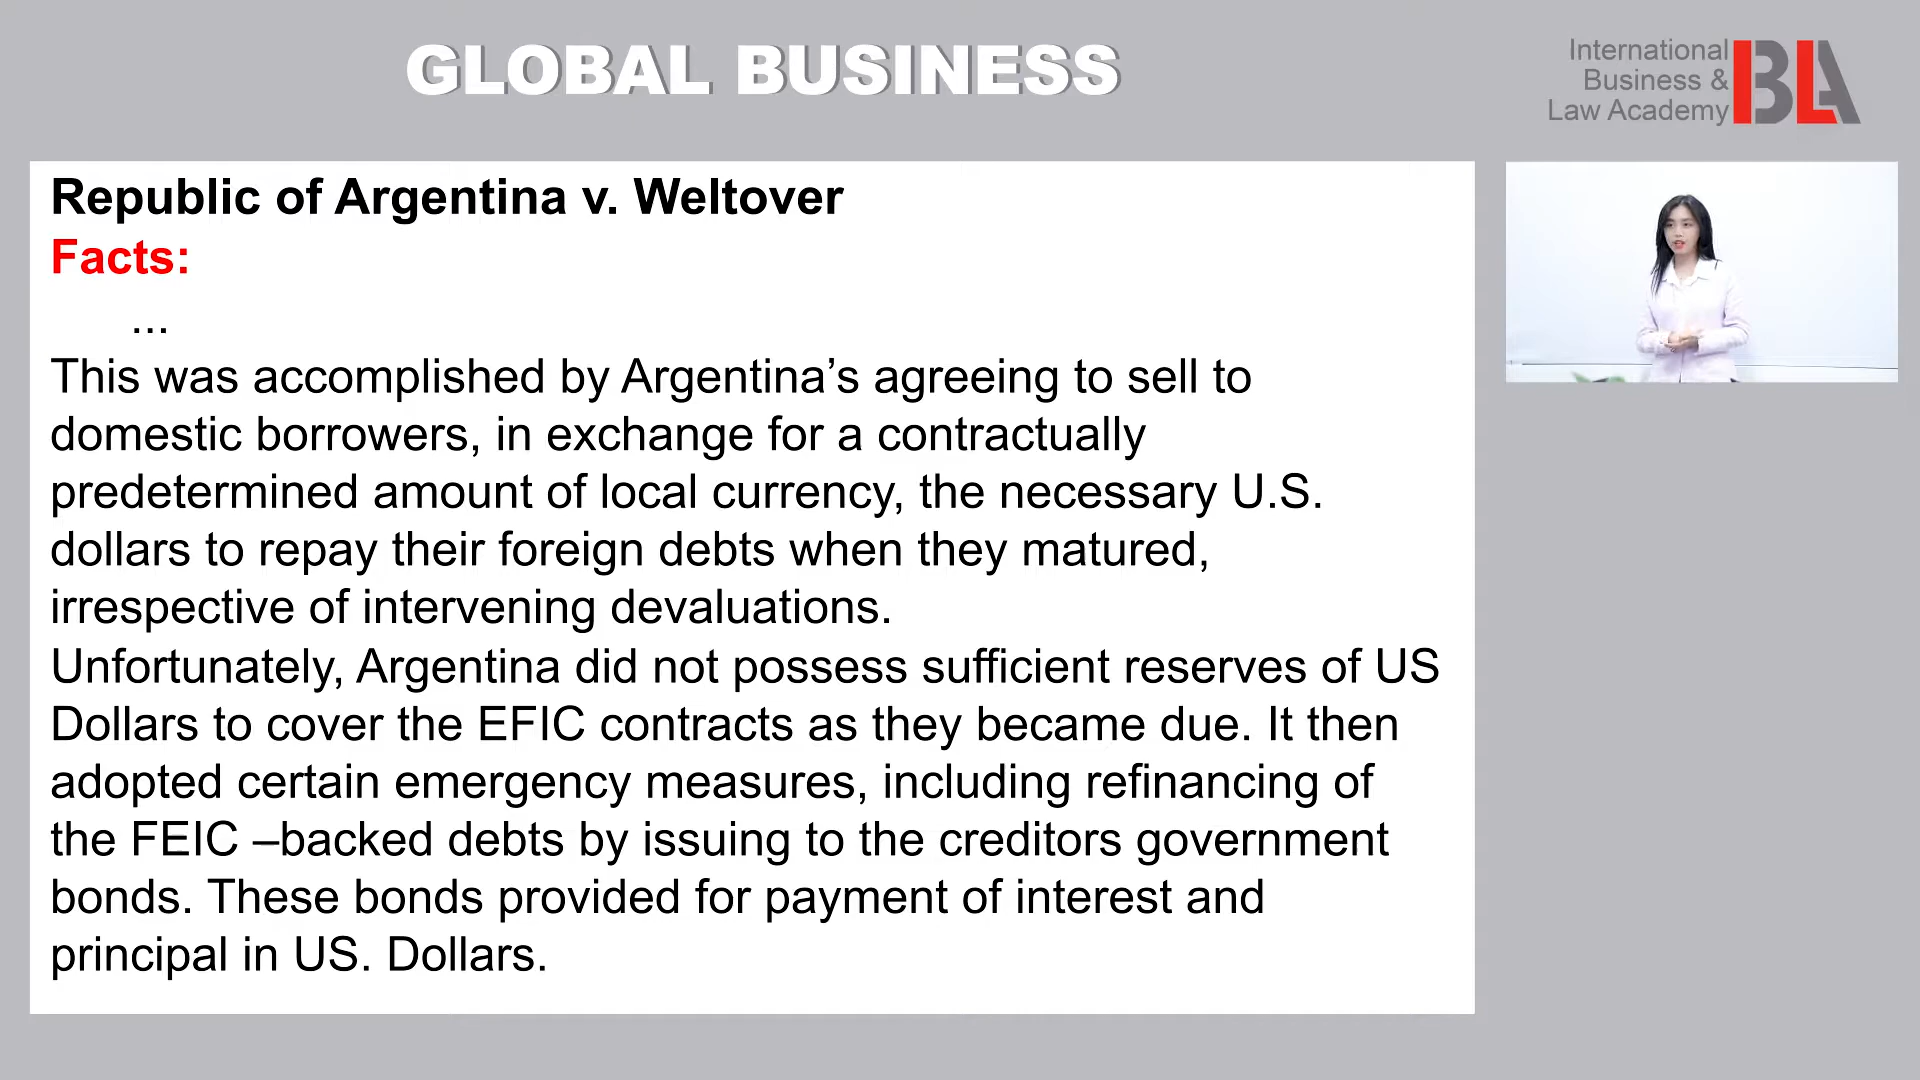 GLOBAL BUSINESS
International
Business &
Law Academy
BLA
Republic of Argentina v. Weltover
Facts:
...
This was accomplished by Argentina’s agreeing to sell to
domestic borrowers, in exchange for a contractually
predetermined amount of local currency, the necessary U.S.
dollars to repay their foreign debts when they matured,
irrespective of intervening devaluations.
Unfortunately, Argentina did not possess sufficient reserves of US
Dollars to cover the EFIC contracts as they became due. It then
adopted certain emergency measures, including refinancing of
the FEIC –backed debts by issuing to the creditors government
bonds. These bonds provided for payment of interest and
principal in US. Dollars.